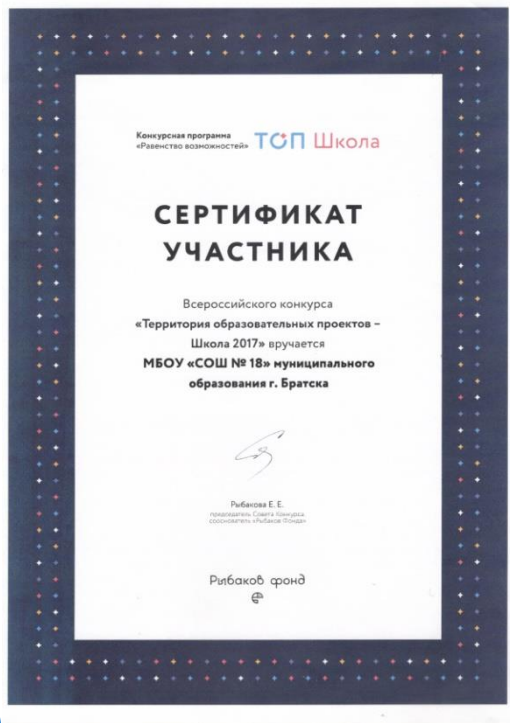 Конкурсная программа
«Равенство возможностей»
ТОП Школа
СЕРТИФИКАТ
УЧАСТНИКА
Всероссийского конкурса
«Территория образовательных проектов –
Школа 2017» вручается
МБОУ «СОШ № 18» муниципального
образования г. Братска
Рыбакова Е. Е.
председатель Совета Конкурса,
сооснователь «Рыбаков Фонда»
Рыбаков фонд